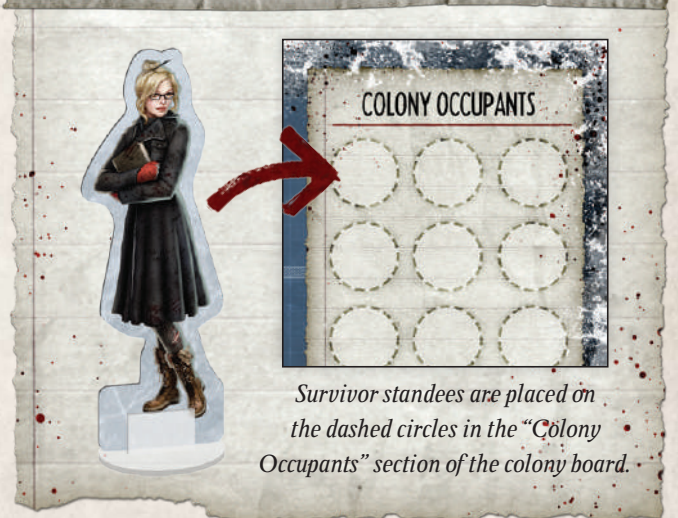 COLONY OCCUPANTS
Survivor standees are placed on
the dashed circles in the “Colony
Occupants” section of the colony board.